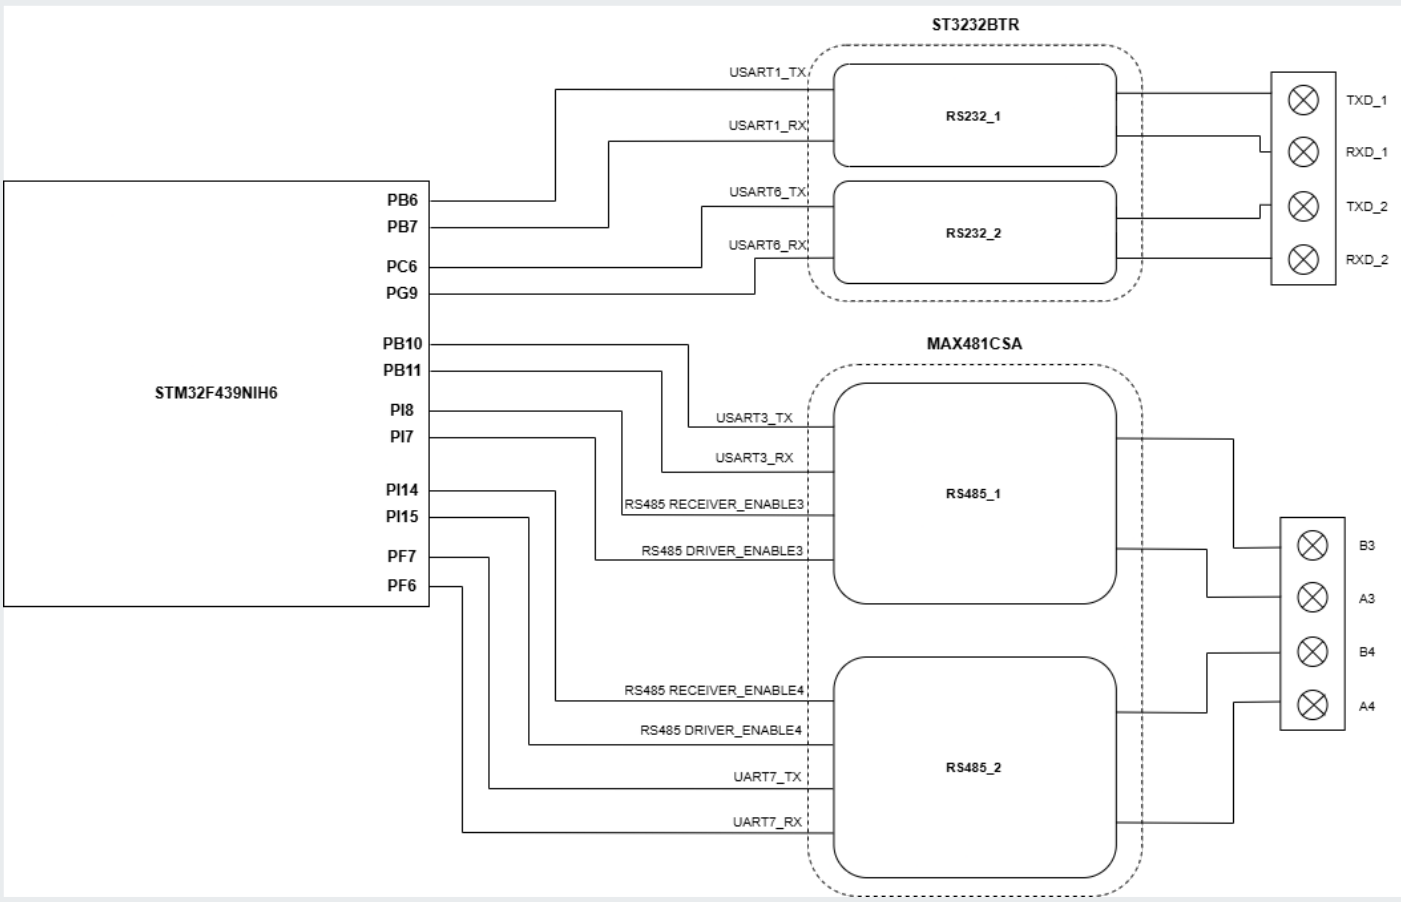 ST3232BTR
USART1_TX
RS232_1
USART1_RX
TXD_1
RXD_1
USART6_TX
RS232_2
USART6_RX
TXD_2
RXD_2
PB6
PB7
PC6
PG9
PB10
PB11
PI8
PI7
PI14
PI15
PF7
PF6
STM32F439NIH6
MAX481CSA
USART3_TX
USART3_RX
RS485 RECEIVER_ENABLE3
RS485 DRIVER_ENABLE3
RS485_1
B3
A3
B4
A4
RS485 RECEIVER_ENABLE4
RS485 DRIVER_ENABLE4
UART7_TX
UART7_RX
RS485_2